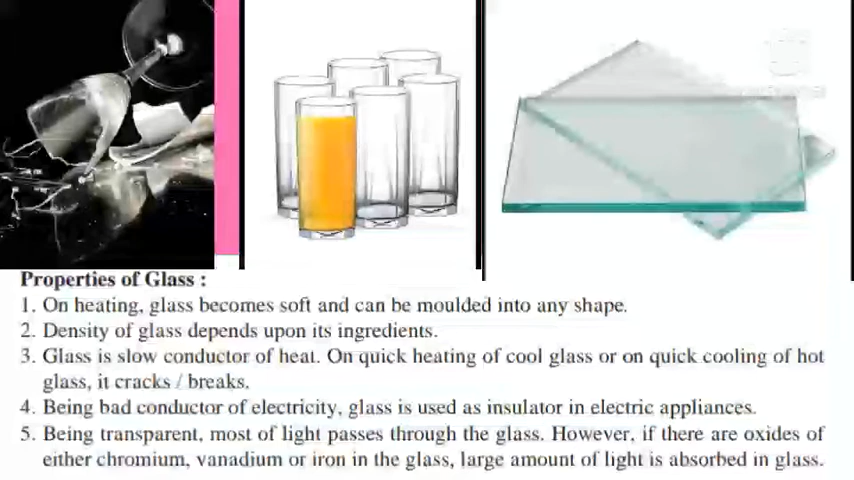 Properties of Glass :
1. On heating, glass becomes soft and can be moulded into any shape.
2. Density of glass depends upon its ingredients.
3. Glass is slow conductor of heat. On quick heating of cool glass or on quick cooling of hot
glass, it cracks / breaks.
4. Being bad conductor of electricity, glass is used as insulator in electric appliances.
5. Being transparent, most of light passes through the glass. However, if there are oxides of
either chromium, vanadium or iron in the glass, large amount of light is absorbed in glass.